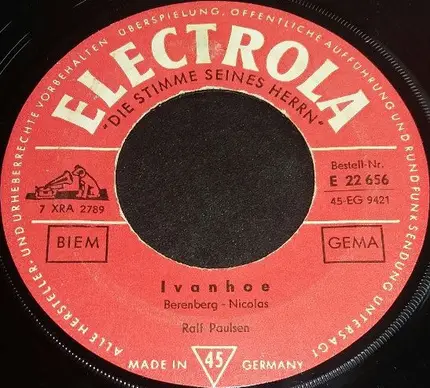 ALLE HERSTELLER- UND URHEBERRECHTE VORBEHALTEN · ÜBERSPIELUNG, ÖFFENTLICHE AUFFÜHRUNG UND RUNDFUNKSENDUNG UNTERSAGT
ELECTROLA
"DIE STIMME SEINES HERRN"
Bestell-Nr.
E 22 656
7 XRA 2789
45-EG 9421
BIEM
GEMA
Ivanhoe
Berenberg - Nicolas
Ralf Paulsen
MADE IN 45 GERMANY